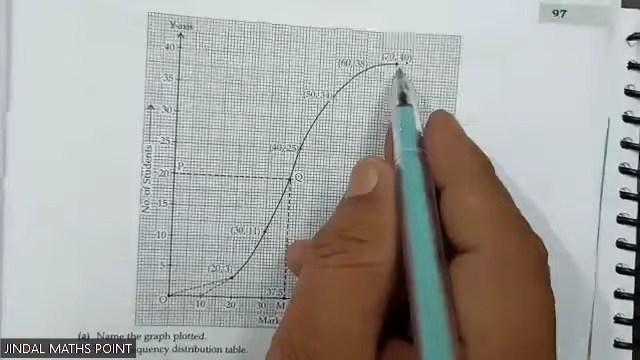 97
Y-axis
40
(60, 38)
(70, 40)
35
(50, 34)
30
25
(40, 25)
No. of Students
P
20
Q
15
10
(30, 11)
5
(20, 3)
O
10
20
30
37.5
M
Mark
(a) Name the graph plotted.
quency distribution table.
JINDAL MATHS POINT